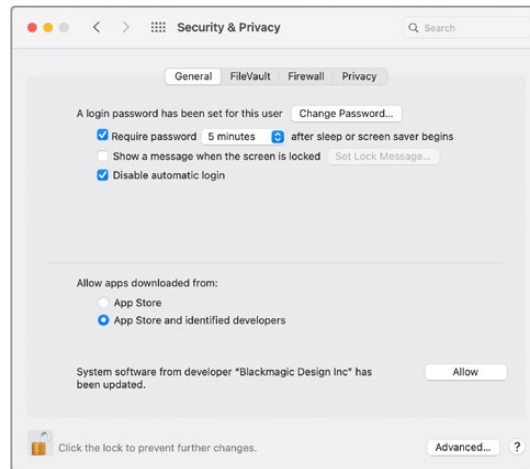 Security & Privacy
Search
General FileVault Firewall Privacy
A login password has been set for this user Change Password...
Require password 5 minutes after sleep or screen saver begins
Show a message when the screen is locked Set Lock Message...
Disable automatic login
Allow apps downloaded from:
App Store
App Store and identified developers
System software from developer "Blackmagic Design Inc" has Allow
been updated.
Click the lock to prevent further changes. Advanced... ?